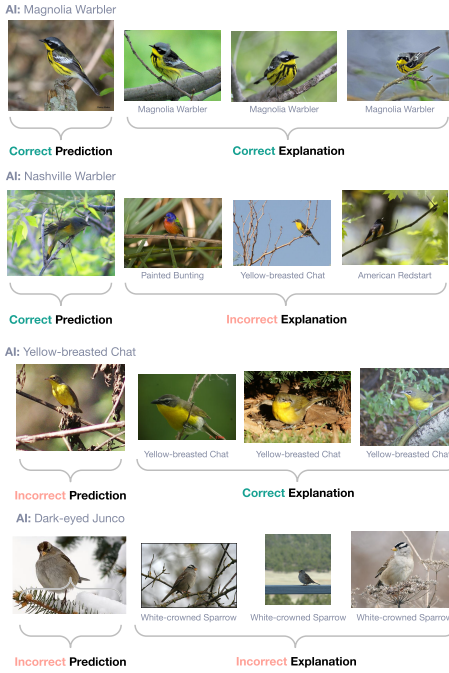 AI: Magnolia Warbler
Magnolia Warbler Magnolia Warbler Magnolia Warbler
Correct Prediction Correct Explanation
AI: Nashville Warbler
Painted Bunting Yellow-breasted Chat American Redstart
Correct Prediction Incorrect Explanation
AI: Yellow-breasted Chat
Yellow-breasted Chat Yellow-breasted Chat Yellow-breasted Chat
Incorrect Prediction Correct Explanation
AI: Dark-eyed Junco
White-crowned Sparrow White-crowned Sparrow White-crowned Sparrow
Incorrect Prediction Incorrect Explanation